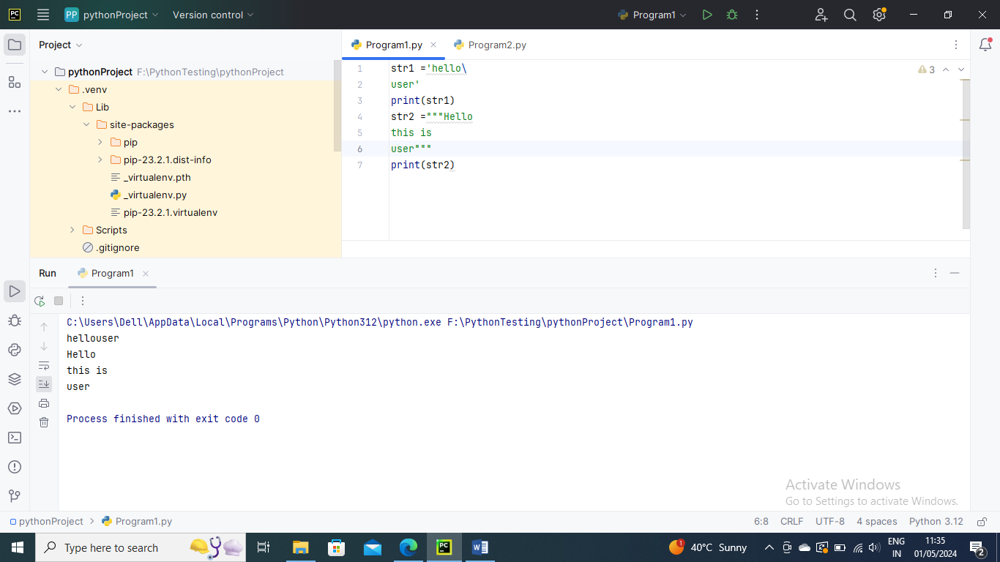 PC PP pythonProject Version control Program1
Project
pythonProject F:\PythonTesting\pythonProject
.venv
Lib
site-packages
pip
pip-23.2.1.dist-info
_virtualenv.pth
_virtualenv.py
pip-23.2.1.virtualenv
Scripts
.gitignore
Program1.py Program2.py
1 str1 ='hello\
2 user'
3 print(str1)
4 str2 ="""Hello
5 this is
6 user"""
7 print(str2)
3
Run Program1
C:\Users\Dell\AppData\Local\Programs\Python\Python312\python.exe F:\PythonTesting\pythonProject\Program1.py
hellouser
Hello
this is
user
Process finished with exit code 0
Activate Windows
Go to Settings to activate Windows.
pythonProject Program1.py 6:8 CRLF UTF-8 4 spaces Python 3.12
Type here to search PC W 1 40°C Sunny ENG 11:35
IN 01/05/2024 2